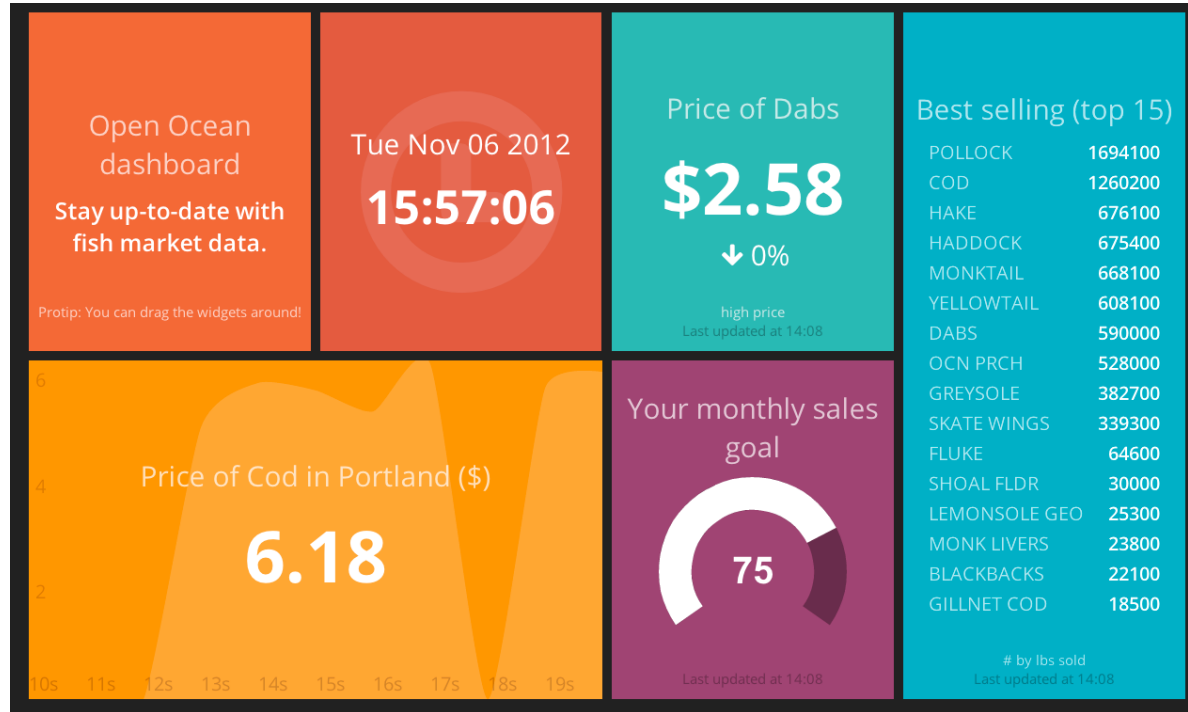 Open Ocean
dashboard
Stay up-to-date with
fish market data.
Protip: You can drag the widgets around!
Tue Nov 06 2012
15:57:06
Price of Dabs
$2.58
0%
high price
Last updated at 14:08
Best selling (top 15)
POLLOCK 1694100
COD 1260200
HAKE 676100
HADDOCK 675400
MONKTAIL 668100
YELLOWTAIL 608100
DABS 590000
OCN PRCH 528000
GREYSOLE 382700
SKATE WINGS 339300
FLUKE 64600
SHOAL FLDR 30000
LEMONSOLE GEO 25300
MONK LIVERS 23800
BLACKBACKS 22100
GILLNET COD 18500
# by lbs sold
Last updated at 14:08
6
4
2
Price of Cod in Portland ($)
6.18
10s 11s 12s 13s 14s 15s 16s 17s 18s 19s
Your monthly sales
goal
75
Last updated at 14:08